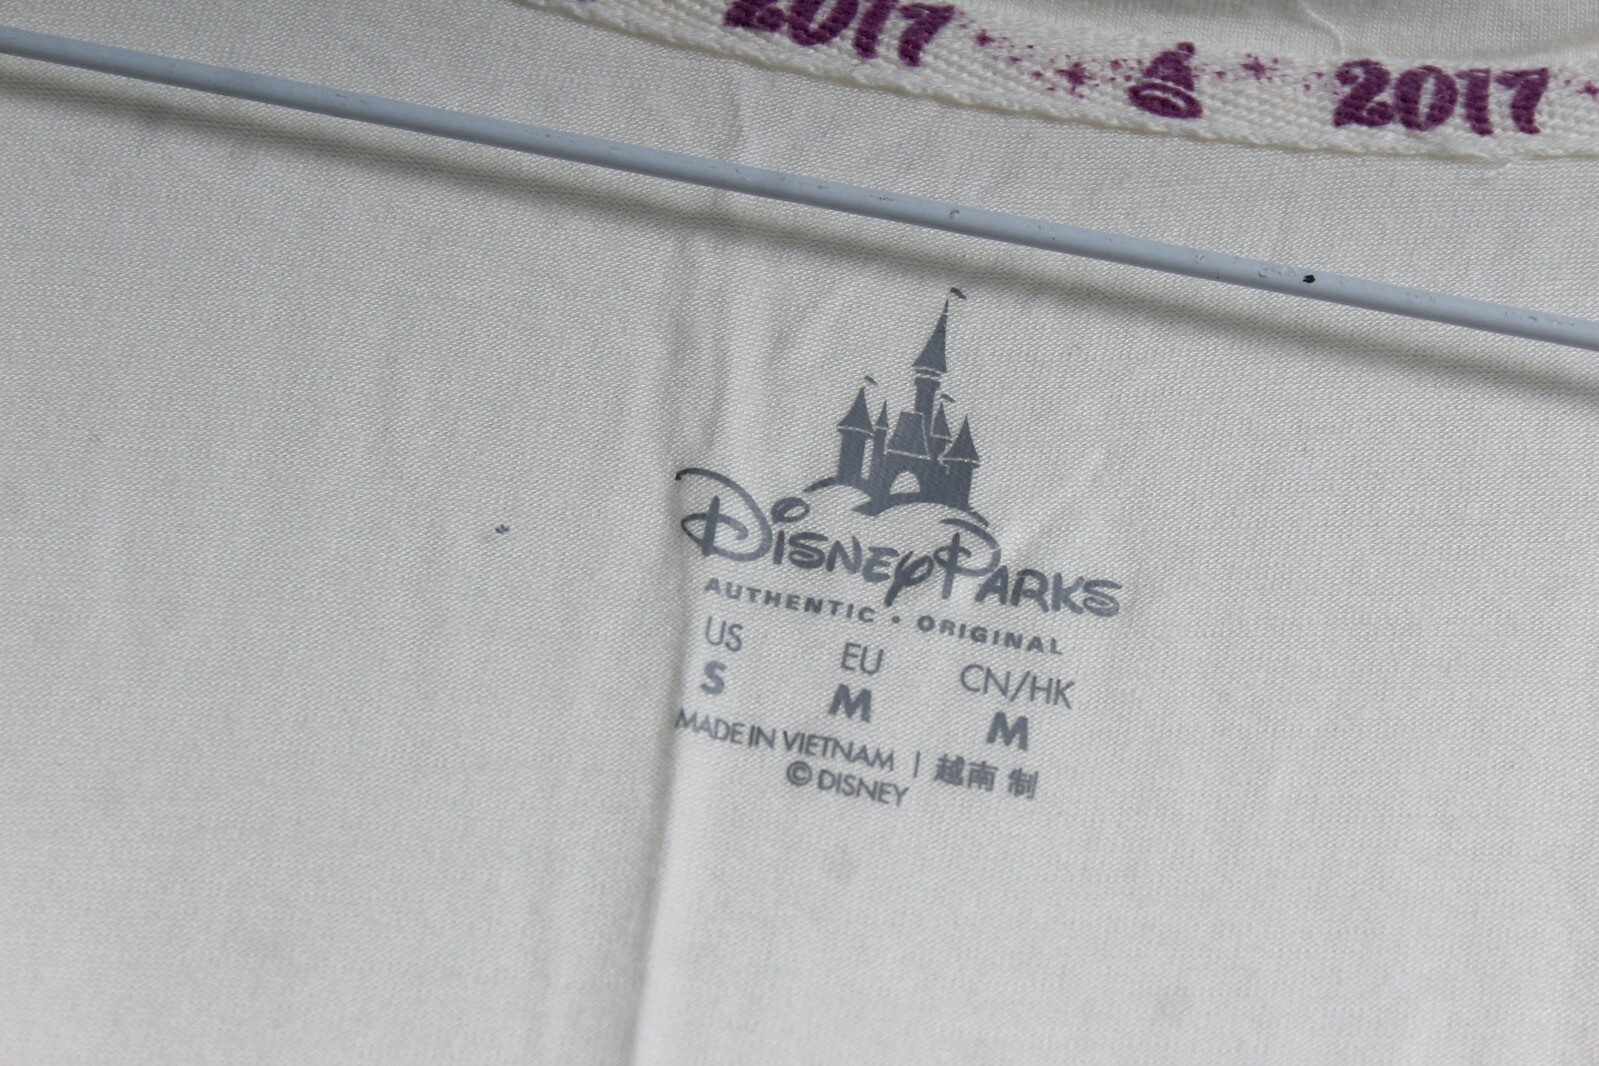 2017 2017
DISNEY PARKS
AUTHENTIC • ORIGINAL
US EU CN/HK
S M M
MADE IN VIETNAM | 越南 制
© DISNEY